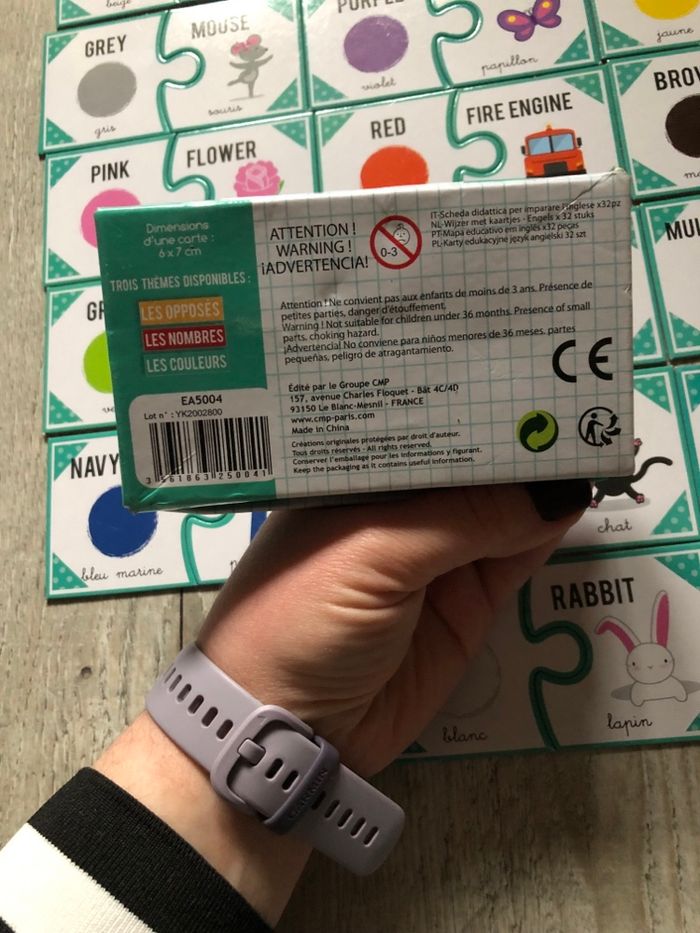 beige
GREY
gris
MOUSE
souris
PURPLE
violet
papillon
jaune
PINK
FLOWER
RED
FIRE ENGINE
BROW
Dimensions
d'une carte :
6 x 7 cm
TROIS THÈMES DISPONIBLES :
LES OPPOSÉS
LES NOMBRES
LES COULEURS
EA5004
Lot n° : YK2002800
3 561863 250041
ATTENTION !
WARNING !
¡ADVERTENCIA!
0-3
IT-Scheda didattica per imparare l'inglese x32pz
NL-Wijzer met kaartjes - Engels x 32 stuks
PT-Mapa educativo em inglês x32 peças
PL-Karty edukacyjne język angielski 32 szt
Attention ! Ne convient pas aux enfants de moins de 3 ans. Présence de
petites parties, danger d'étouffement.
Warning ! Not suitable for children under 36 months. Presence of small
parts, choking hazard.
¡Advertencia! No conviene para niños menores de 36 meses. partes
pequeñas, peligro de atragantamiento.
CE
Édité par le Groupe CMP
157, avenue Charles Floquet - Bât 4C/4D
93150 Le Blanc-Mesnil - FRANCE
www.cmp-paris.com
Made in China
Créations originales protégées par droit d'auteur.
Tous droits réservés - All rights reserved.
Conserver l'emballage pour les informations y figurant.
Keep the packaging as it contains useful information.
NAVY
bleu marine
chat
blanc
RABBIT
lapin